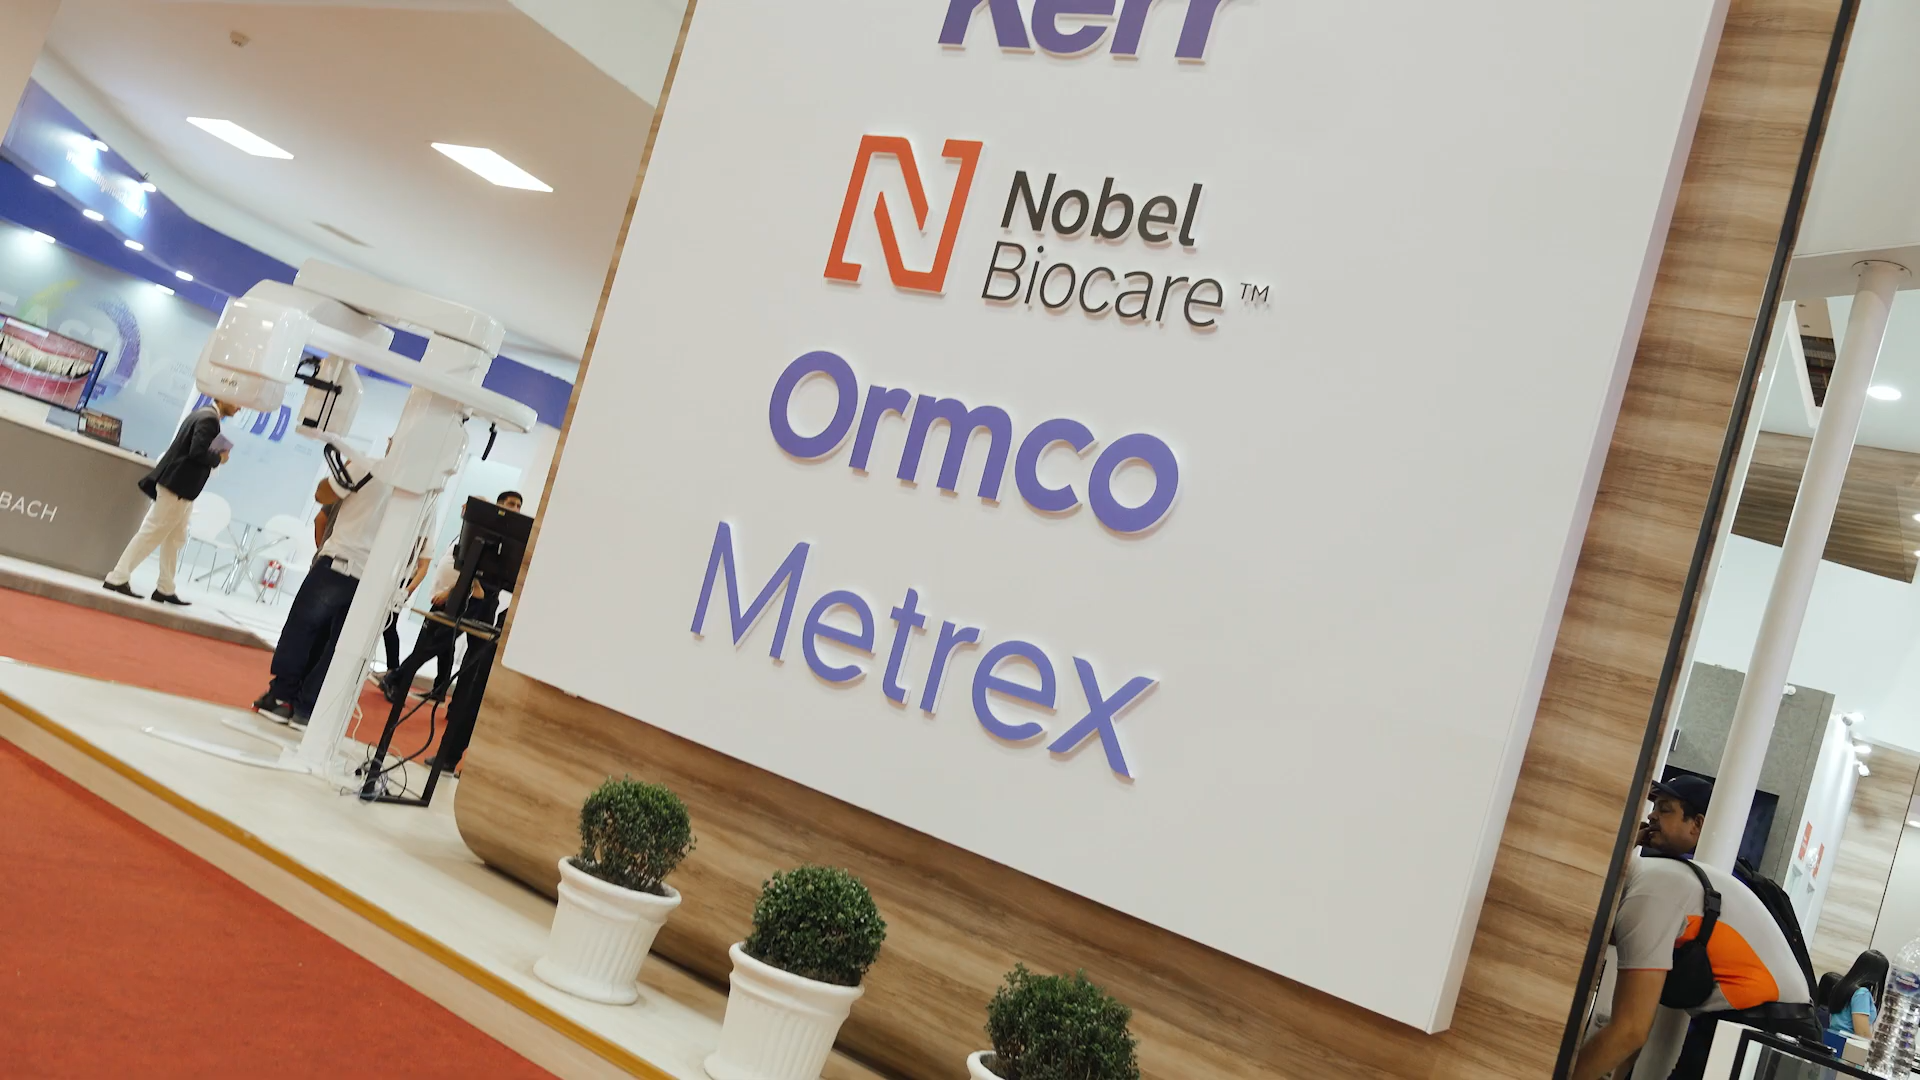 Kerr
Nobel
Biocare™
Ormco
Metrex
BACH